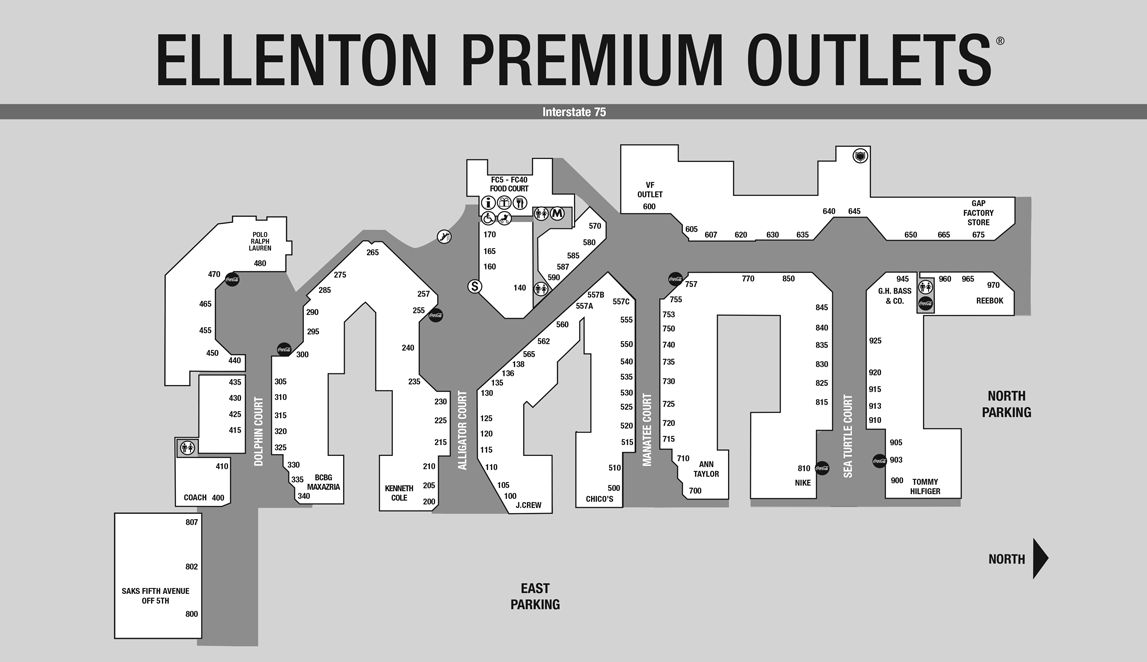 ELLENTON PREMIUM OUTLETS®
Interstate 75
FC5 - FC40
FOOD COURT
M
S
VF
OUTLET
600
605
607
620
630
635
640
645
650
665
675
GAP
FACTORY
STORE
POLO
RALPH
LAUREN
480
470
465
455
450
440
435
430
425
415
410
COACH 400
807
802
800
SAKS FIFTH AVENUE
OFF 5TH
DOLPHIN COURT
265
275
285
290
295
300
305
310
315
320
325
330
335
340
BCBG
MAXAZRIA
257
255
240
235
230
225
215
210
205
200
KENNETH
COLE
ALLIGATOR COURT
170
165
160
140
570
580
585
587
590
557B
557A
557C
560
562
565
138
136
135
130
125
120
115
110
105
100
J.CREW
555
550
540
535
530
525
520
515
510
500
CHICO'S
MANATEE COURT
757
755
753
750
740
735
730
725
720
715
710
700
ANN
TAYLOR
770
850
845
840
835
830
825
815
810
NIKE
SEA TURTLE COURT
945
G.H. BASS
& CO.
960
965
970
REEBOK
925
920
915
913
910
905
903
900
TOMMY
HILFIGER
NORTH
PARKING
NORTH
EAST
PARKING